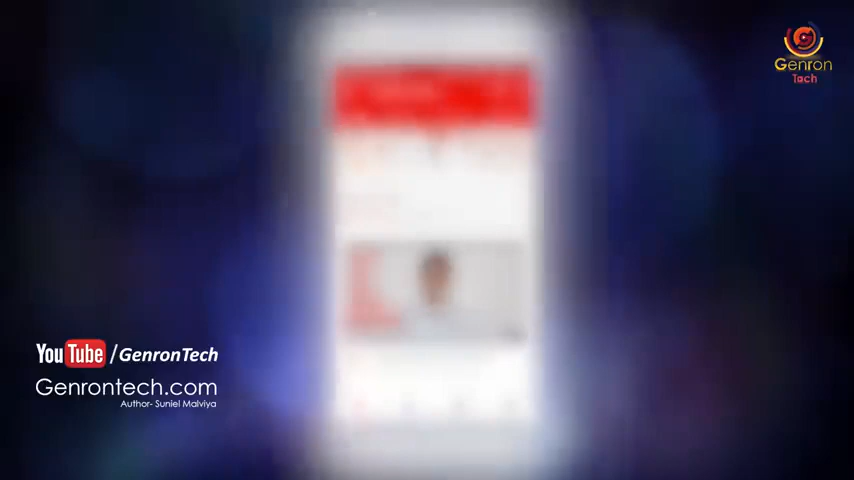 Genron
Tech
YouTube /GenronTech
Genrontech.com
Author- Suniel Malviya